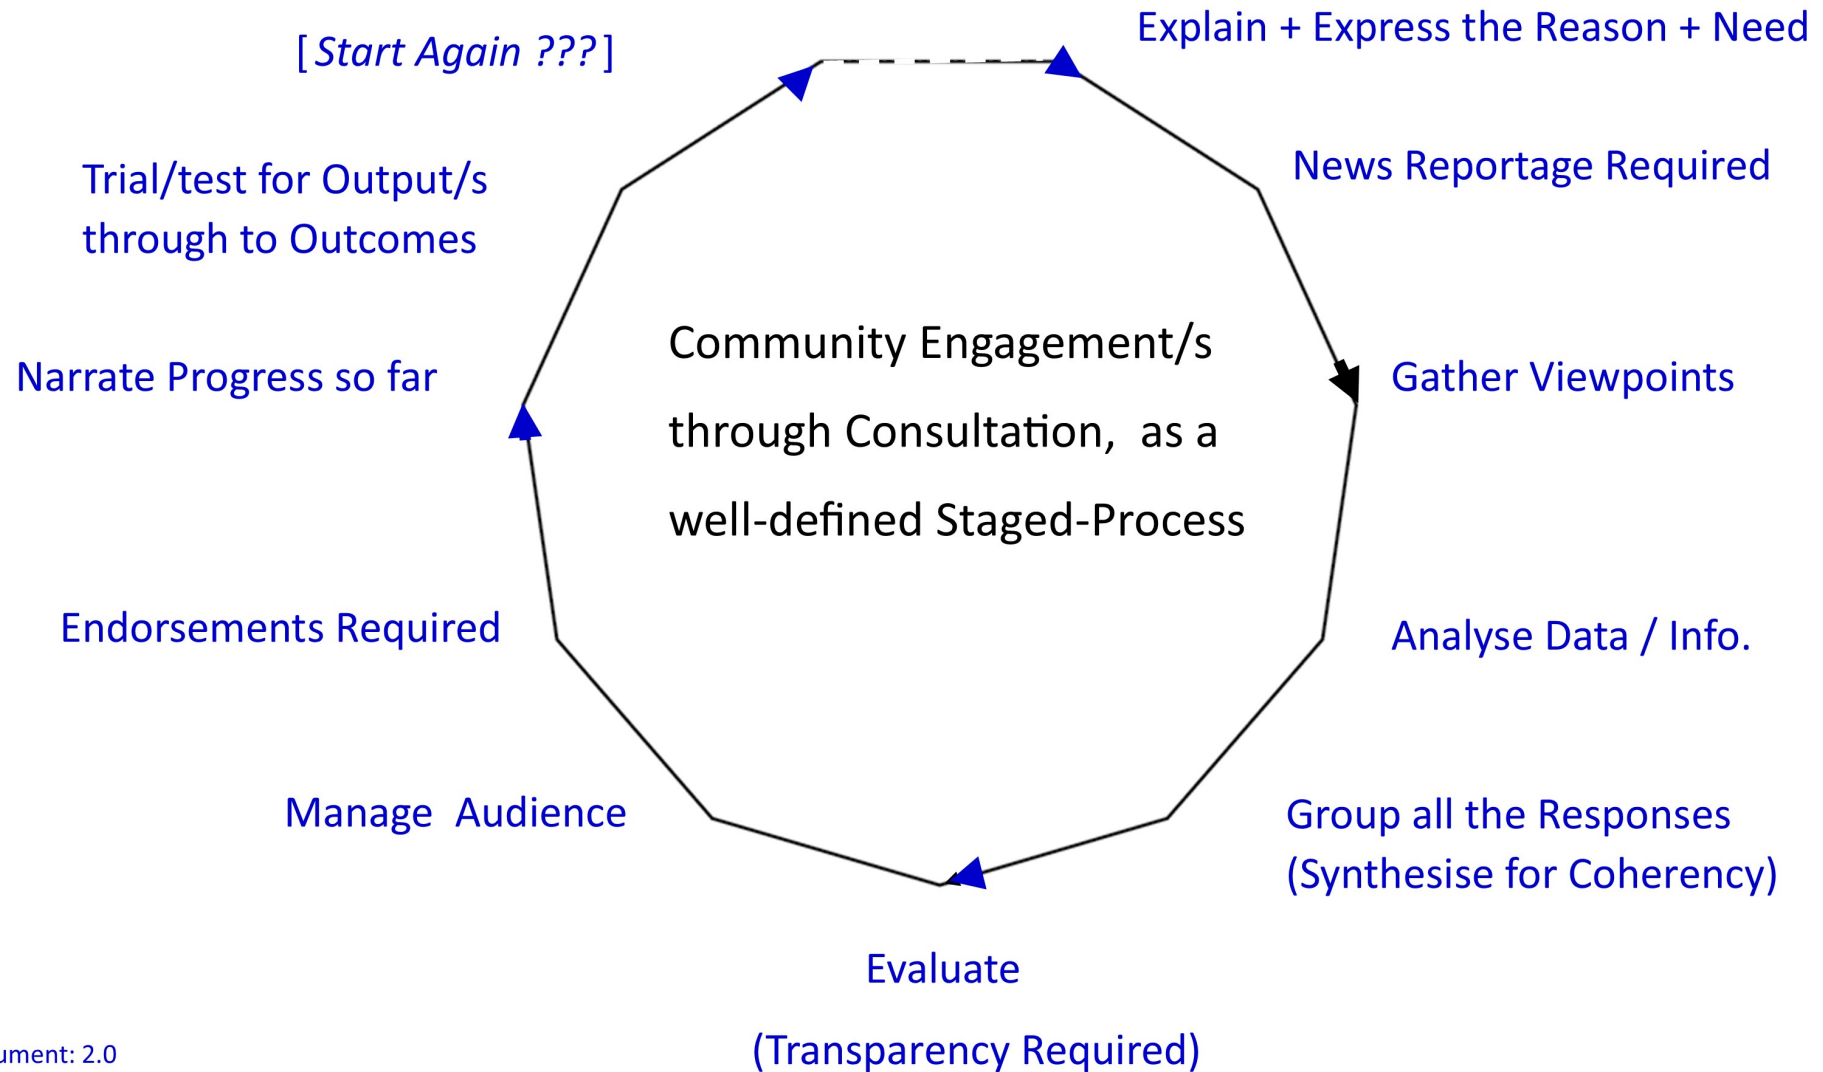 [ Start Again ??? ]
Explain + Express the Reason + Need
News Reportage Required
Gather Viewpoints
Analyse Data / Info.
Group all the Responses
(Synthesise for Coherency)
Evaluate
(Transparency Required)
Manage  Audience
Endorsements Required
Narrate Progress so far
Trial/test for Output/s
through to Outcomes
Community Engagement/s
through Consultation,  as a
well-defined Staged-Process
ument: 2.0